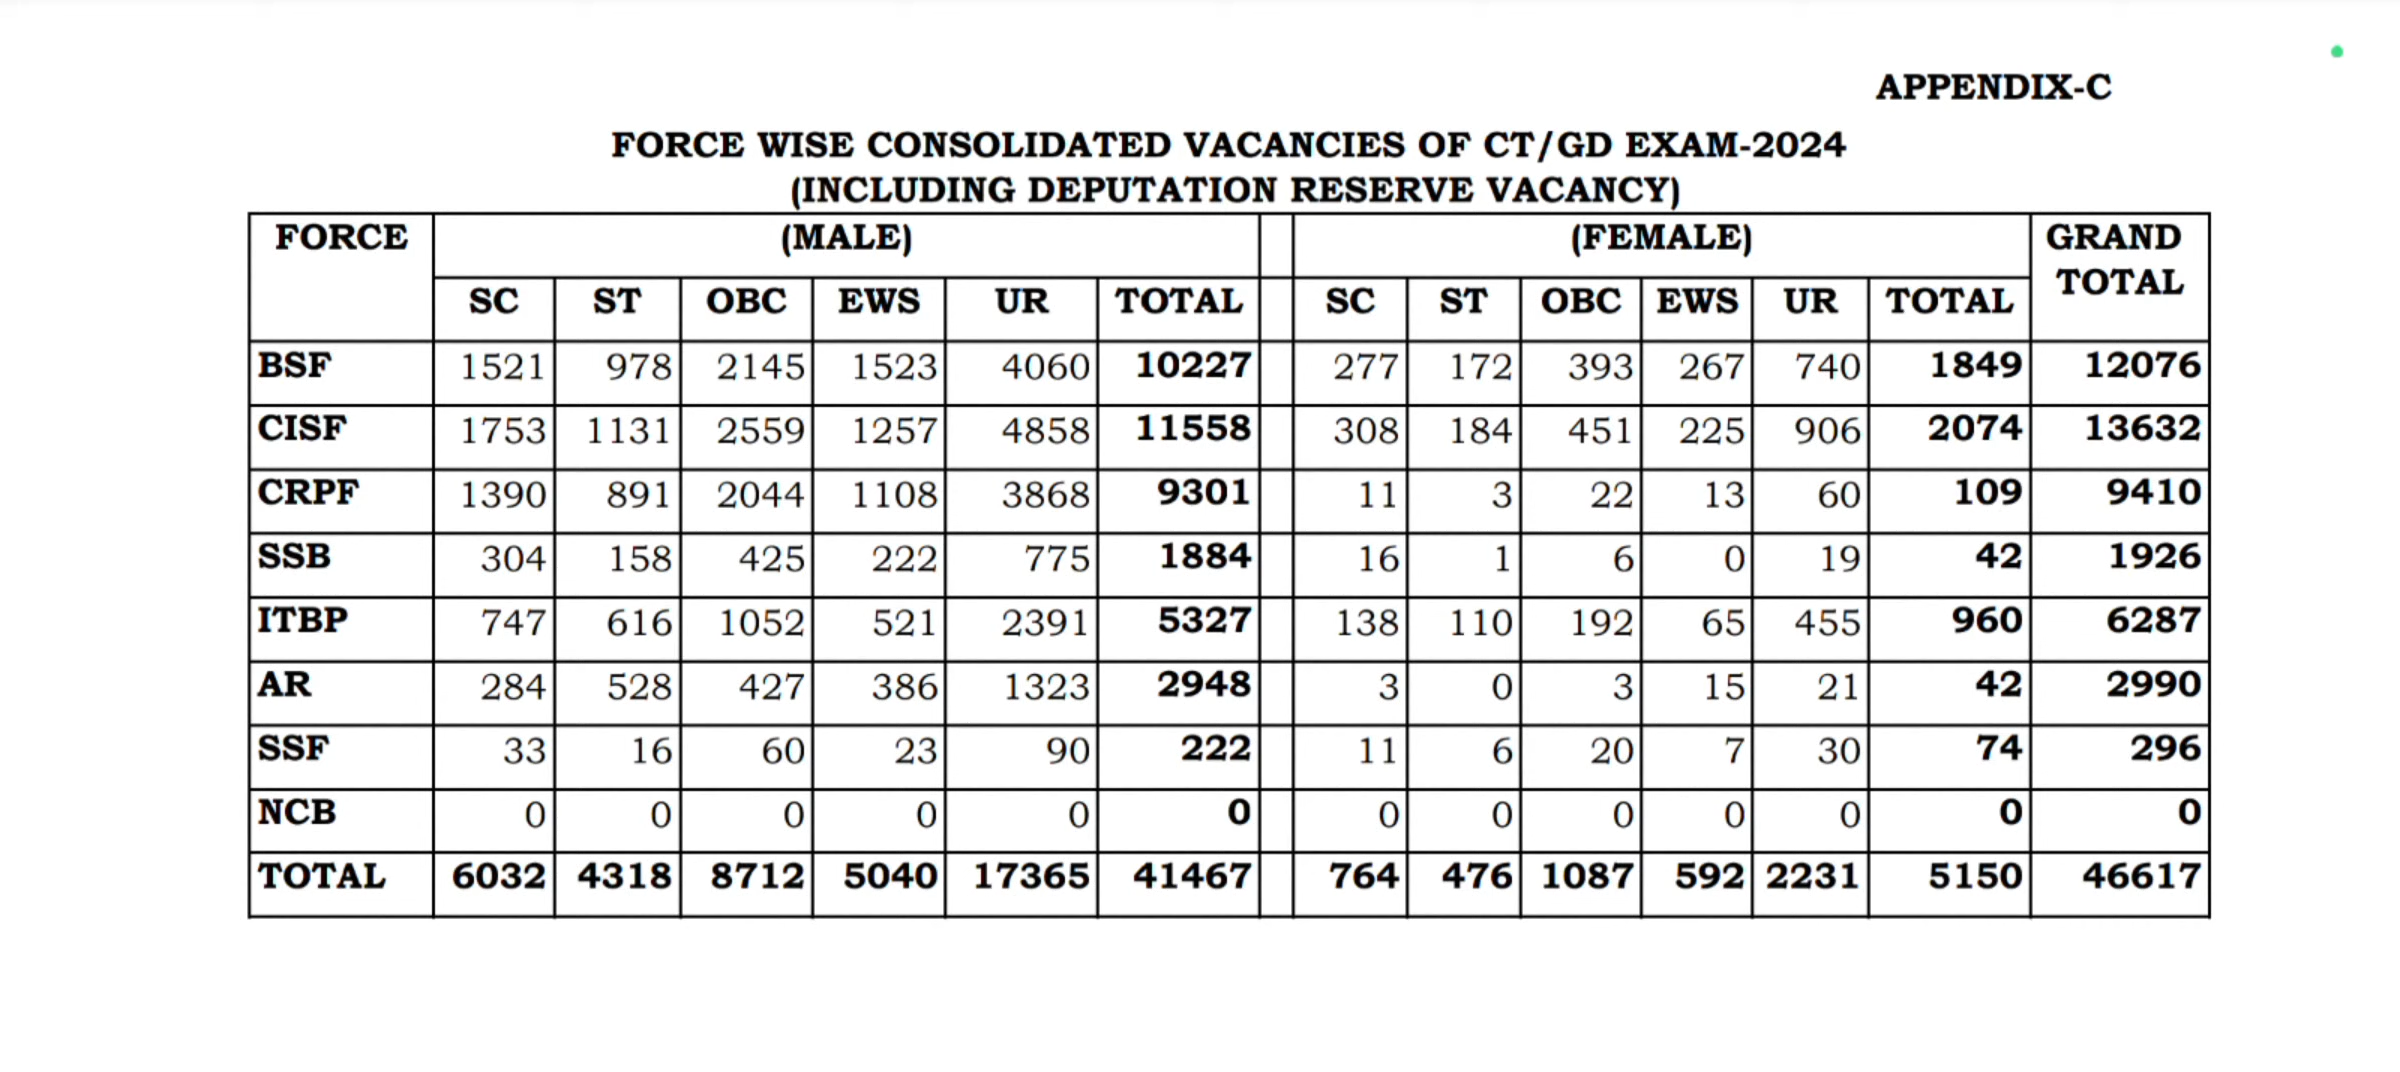 APPENDIX-C
FORCE WISE CONSOLIDATED VACANCIES OF CT/GD EXAM-2024
(INCLUDING DEPUTATION RESERVE VACANCY)
FORCE (MALE) (FEMALE) GRAND TOTAL
SC ST OBC EWS UR TOTAL SC ST OBC EWS UR TOTAL
BSF 1521 978 2145 1523 4060 10227 277 172 393 267 740 1849 12076
CISF 1753 1131 2559 1257 4858 11558 308 184 451 225 906 2074 13632
CRPF 1390 891 2044 1108 3868 9301 11 3 22 13 60 109 9410
SSB 304 158 425 222 775 1884 16 1 6 0 19 42 1926
ITBP 747 616 1052 521 2391 5327 138 110 192 65 455 960 6287
AR 284 528 427 386 1323 2948 3 0 3 15 21 42 2990
SSF 33 16 60 23 90 222 11 6 20 7 30 74 296
NCB 0 0 0 0 0 0 0 0 0 0 0 0 0
TOTAL 6032 4318 8712 5040 17365 41467 764 476 1087 592 2231 5150 46617